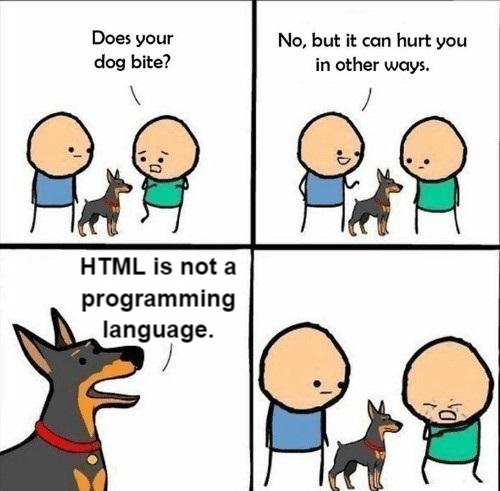 Does your
dog bite?
No, but it can hurt you
in other ways.
HTML is not a
programming
language.